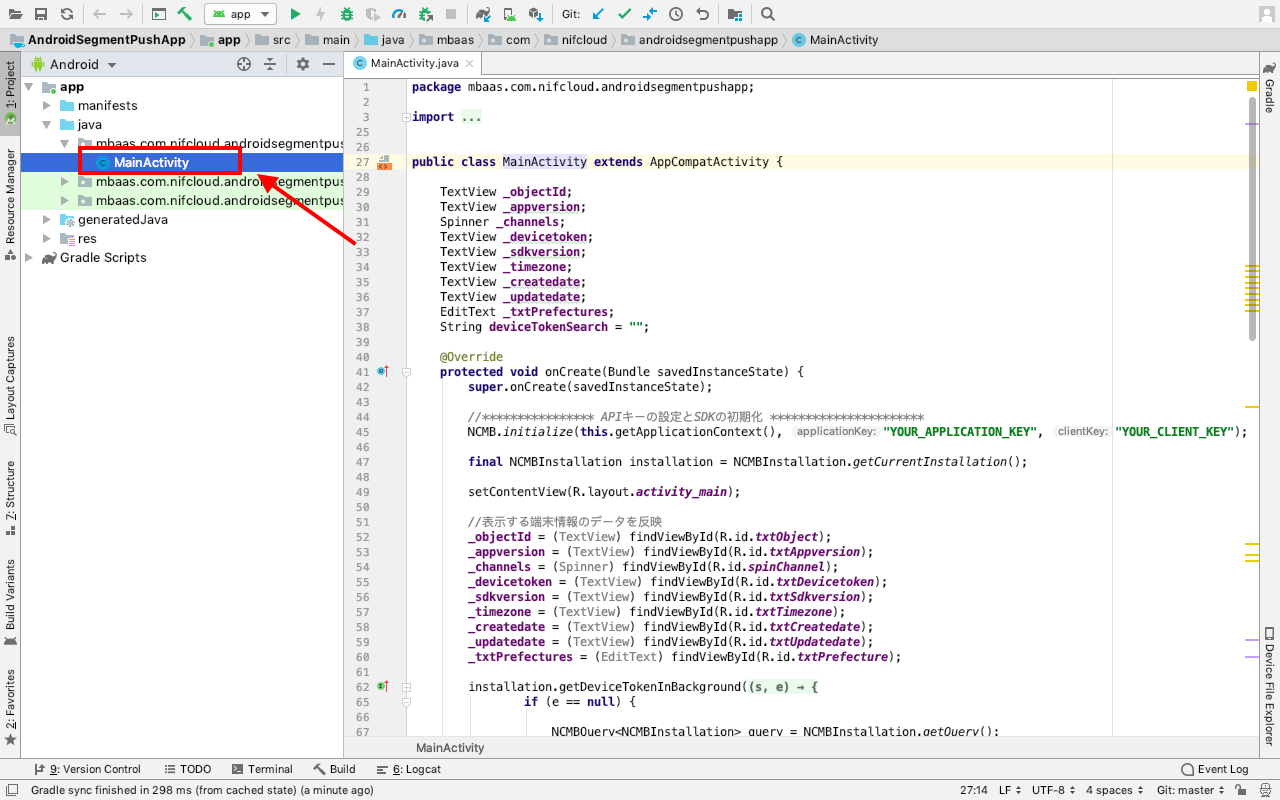 app
Git:
AndroidSegmentPushApp
app
src
main
java
mbaas
com
nifcloud
androidsegmentpushapp
MainActivity
Android
MainActivity.java
1: Project
Resource Manager
Layout Captures
Z: Structure
Build Variants
2: Favorites
app
manifests
java
mbaas.com.nifcloud.androidsegmentpus
MainActivity
mbaas.com.nifcloud.androidsegmentpus
mbaas.com.nifcloud.androidsegmentpus
generatedJava
res
Gradle Scripts
1 package mbaas.com.nifcloud.androidsegmentpushapp;
2
3 import ...
25
26
27 public class MainActivity extends AppCompatActivity {
28
29 TextView _objectId;
30 TextView _appversion;
31 Spinner _channels;
32 TextView _devicetoken;
33 TextView _sdkversion;
34 TextView _timezone;
35 TextView _createdate;
36 TextView _updatedate;
37 EditText _txtPrefectures;
38 String deviceTokenSearch = "";
39
40 @Override
41 protected void onCreate(Bundle savedInstanceState) {
42 super.onCreate(savedInstanceState);
43
44 //**************** APIキーの設定とSDKの初期化 **********************
45 NCMB.initialize(this.getApplicationContext(), applicationKey: "YOUR_APPLICATION_KEY", clientKey: "YOUR_CLIENT_KEY");
46
47 final NCMBInstallation installation = NCMBInstallation.getCurrentInstallation();
48
49 setContentView(R.layout.activity_main);
50
51 //表示する端末情報のデータを反映
52 _objectId = (TextView) findViewById(R.id.txtObject);
53 _appversion = (TextView) findViewById(R.id.txtAppversion);
54 _channels = (Spinner) findViewById(R.id.spinChannel);
55 _devicetoken = (TextView) findViewById(R.id.txtDevicetoken);
56 _sdkversion = (TextView) findViewById(R.id.txtSdkversion);
57 _timezone = (TextView) findViewById(R.id.txtTimezone);
58 _createdate = (TextView) findViewById(R.id.txtCreatedate);
59 _updatedate = (TextView) findViewById(R.id.txtUpdatedate);
60 _txtPrefectures = (EditText) findViewById(R.id.txtPrefecture);
61
62 installation.getDeviceTokenInBackground((s, e) → {
65 if (e == null) {
66
67 NCMBQuery<NCMBInstallation> query = NCMBInstallation.getQuery();
MainActivity
Gradle
Device File Explorer
9: Version Control
TODO
Terminal
Build
6: Logcat
Event Log
Gradle sync finished in 298 ms (from cached state) (a minute ago)
27:14
LF
UTF-8
4 spaces
Git: master